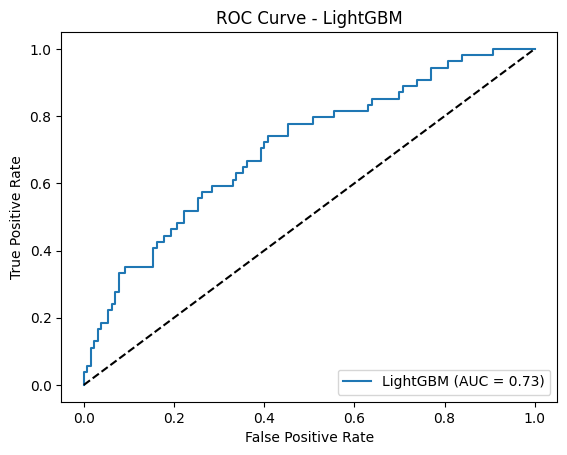 ROC Curve - LightGBM
True Positive Rate
1.0
0.8
0.6
0.4
0.2
0.0
0.0 0.2 0.4 0.6 0.8 1.0
False Positive Rate
LightGBM (AUC = 0.73)